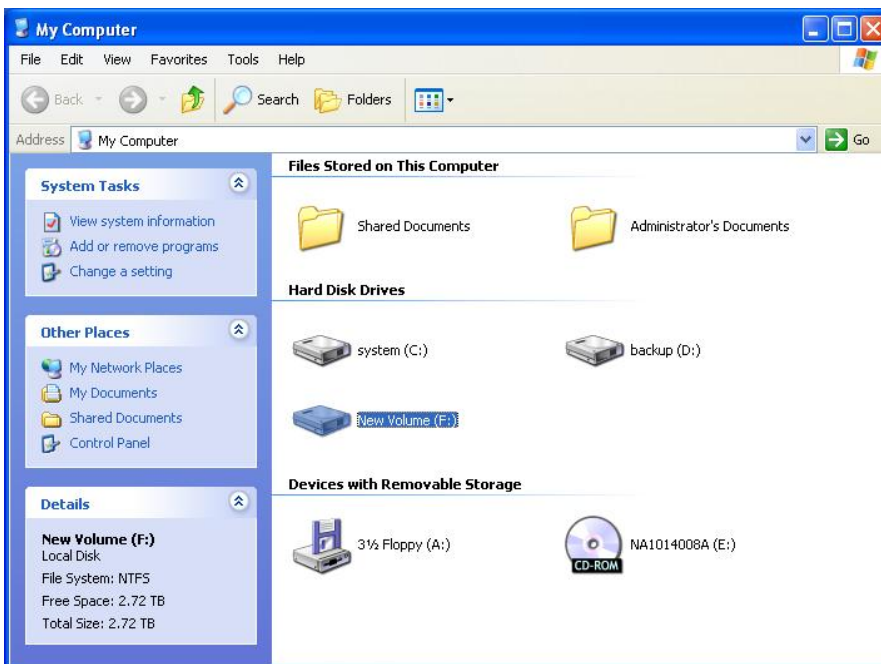 My Computer
File Edit View Favorites Tools Help
Back Search Folders
Address My Computer Go
System Tasks
View system information
Add or remove programs
Change a setting
Other Places
My Network Places
My Documents
Shared Documents
Control Panel
Details
New Volume (F:)
Local Disk
File System: NTFS
Free Space: 2.72 TB
Total Size: 2.72 TB
Files Stored on This Computer
Shared Documents Administrator's Documents
Hard Disk Drives
system (C:) backup (D:)
New Volume (F:)
Devices with Removable Storage
3½ Floppy (A:) CD-ROM NA1014008A (E:)